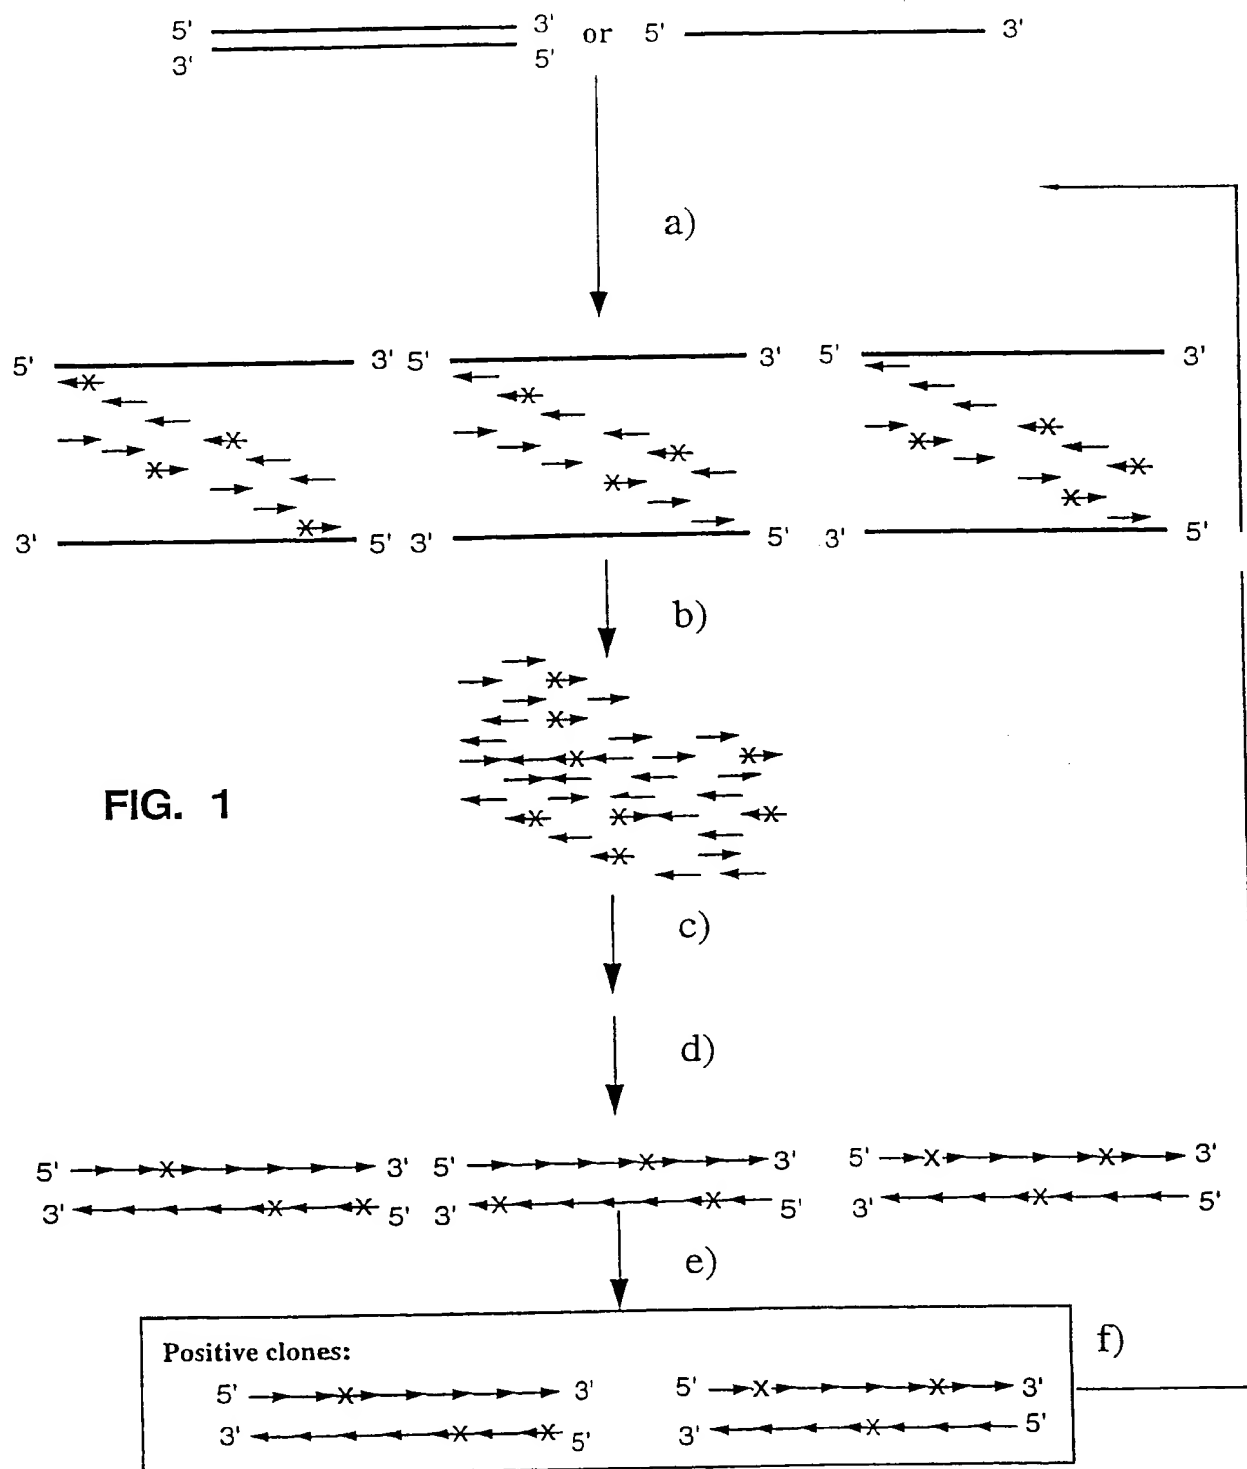 5' 3' or 5' 3'
3' 5'
a)
5' 3' 5' 3' 5' 3'
3' 5' 3' 5' 3' 5'
b)
FIG. 1
c)
d)
5' 3' 5' 3' 5' 3'
3' 5' 3' 5' 3' 5'
e)
f)
Positive clones:
5' 3' 5' 3'
3' 5' 3' 5'